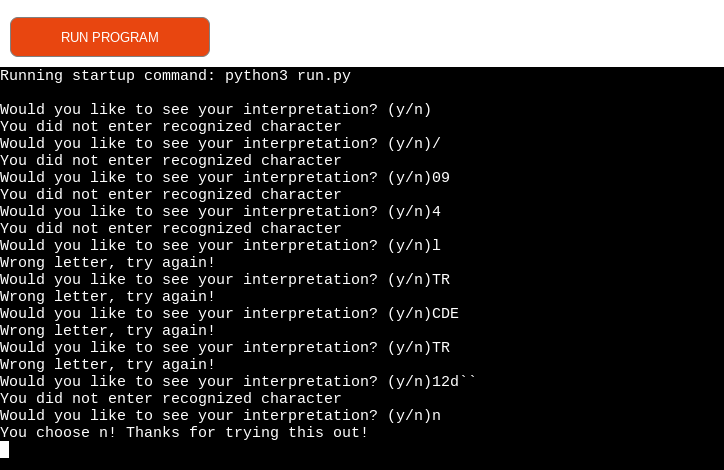 RUN PROGRAM
Running startup command: python3 run.py
Would you like to see your interpretation? (y/n)
You did not enter recognized character
Would you like to see your interpretation? (y/n)/
You did not enter recognized character
Would you like to see your interpretation? (y/n)09
You did not enter recognized character
Would you like to see your interpretation? (y/n)4
You did not enter recognized character
Would you like to see your interpretation? (y/n)l
Wrong letter, try again!
Would you like to see your interpretation? (y/n)TR
Wrong letter, try again!
Would you like to see your interpretation? (y/n)CDE
Wrong letter, try again!
Would you like to see your interpretation? (y/n)TR
Wrong letter, try again!
Would you like to see your interpretation? (y/n)12d``
You did not enter recognized character
Would you like to see your interpretation? (y/n)n
You choose n! Thanks for trying this out!